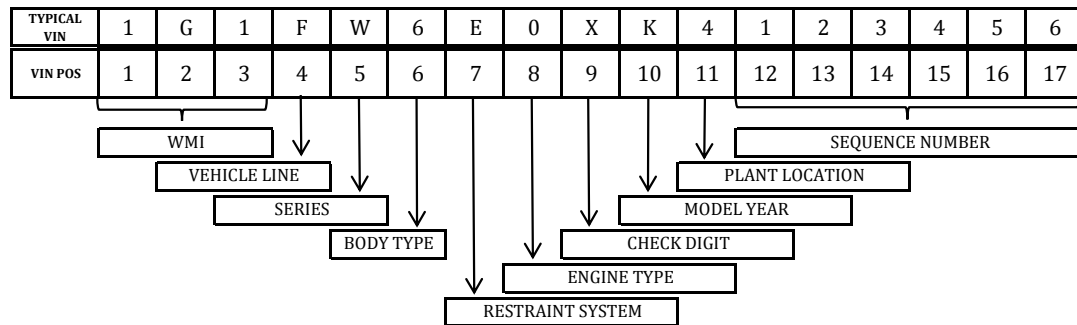 TYPICAL VIN 1 G 1 F W 6 E 0 X K 4 1 2 3 4 5 6
VIN POS 1 2 3 4 5 6 7 8 9 10 11 12 13 14 15 16 17
WMI SEQUENCE NUMBER
VEHICLE LINE PLANT LOCATION
SERIES MODEL YEAR
BODY TYPE CHECK DIGIT
ENGINE TYPE
RESTRAINT SYSTEM